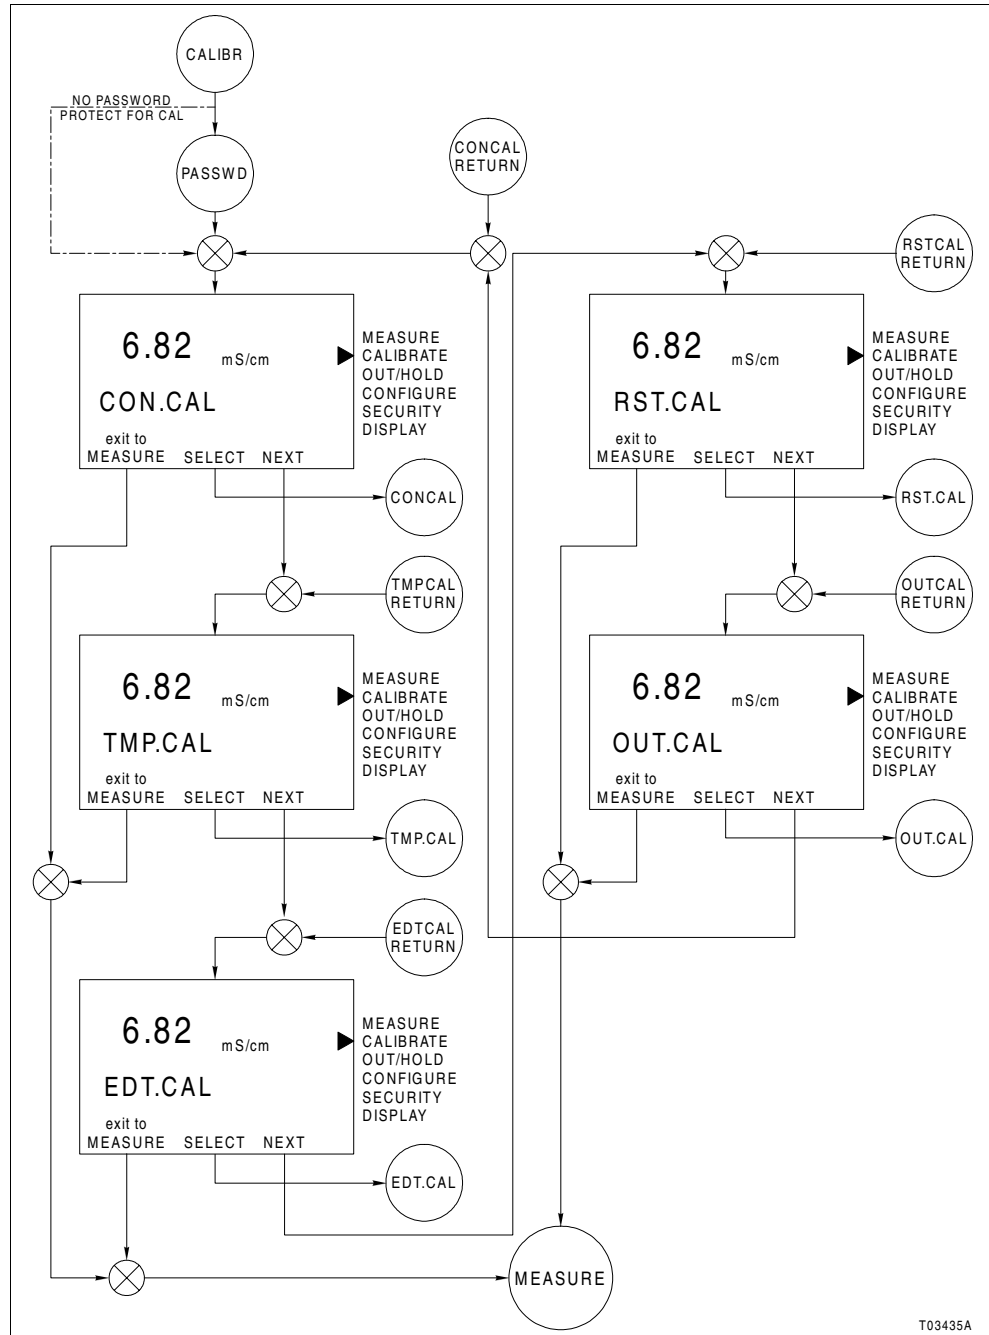 CALIBR
NO PASSWORD
PROTECT FOR CAL
PASSWD
CONCAL
RETURN
RSTCAL
RETURN
6.82 mS/cm
CON.CAL
exit to
MEASURE SELECT NEXT
MEASURE
CALIBRATE
OUT/HOLD
CONFIGURE
SECURITY
DISPLAY
CONCAL
6.82 mS/cm
RST.CAL
exit to
MEASURE SELECT NEXT
MEASURE
CALIBRATE
OUT/HOLD
CONFIGURE
SECURITY
DISPLAY
RST.CAL
TMPCAL
RETURN
OUTCAL
RETURN
6.82 mS/cm
TMP.CAL
exit to
MEASURE SELECT NEXT
MEASURE
CALIBRATE
OUT/HOLD
CONFIGURE
SECURITY
DISPLAY
TMP.CAL
6.82 mS/cm
OUT.CAL
exit to
MEASURE SELECT NEXT
MEASURE
CALIBRATE
OUT/HOLD
CONFIGURE
SECURITY
DISPLAY
OUT.CAL
EDTCAL
RETURN
6.82 mS/cm
EDT.CAL
exit to
MEASURE SELECT NEXT
MEASURE
CALIBRATE
OUT/HOLD
CONFIGURE
SECURITY
DISPLAY
EDT.CAL
MEASURE
T03435A